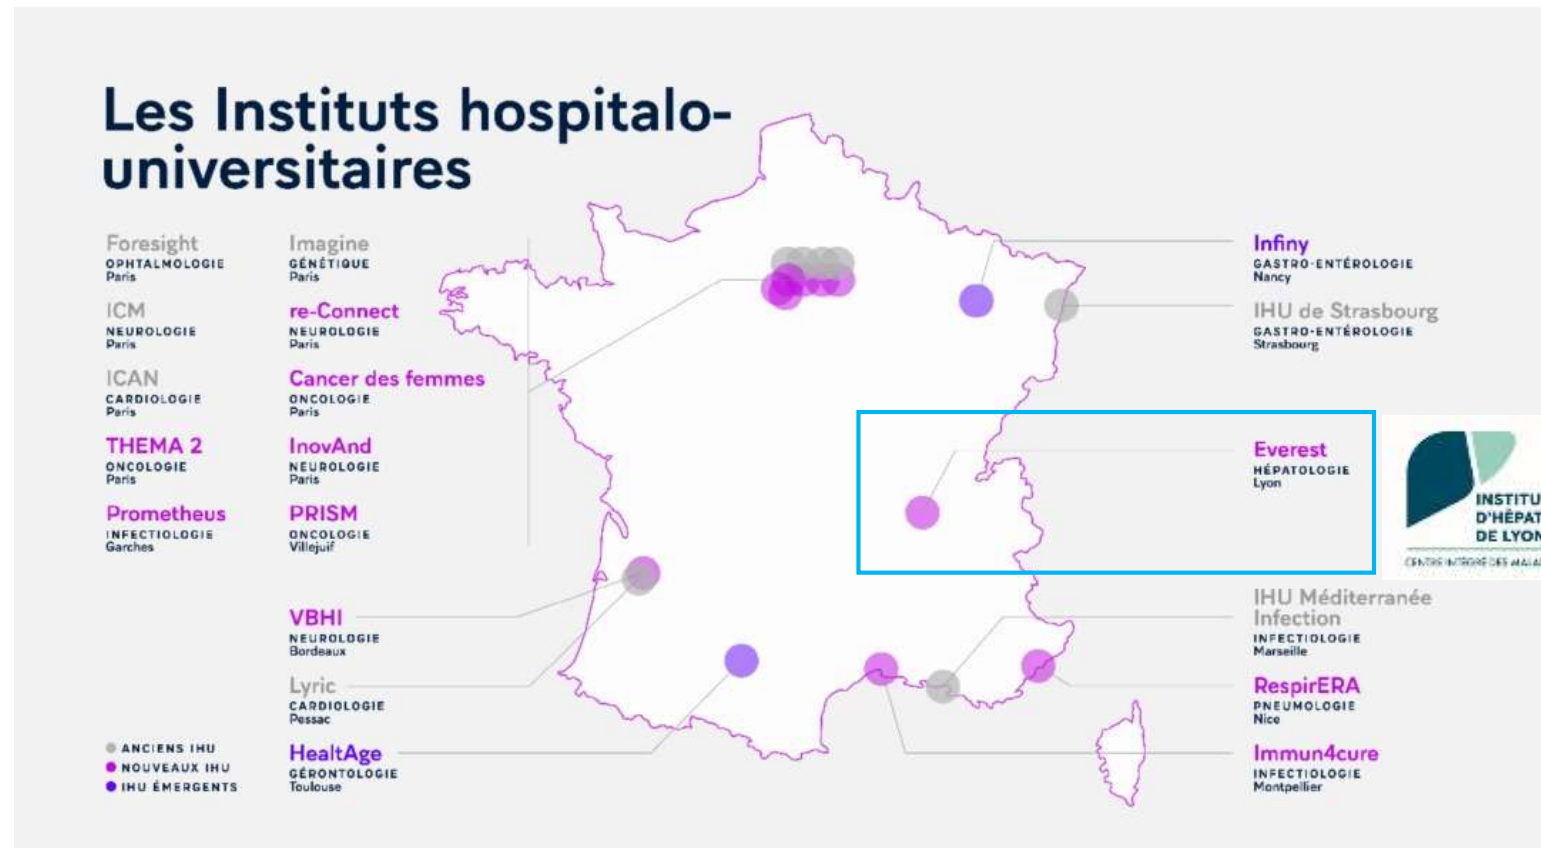 Les Instituts hospitalo-
universitaires
Foresight
OPHTALMOLOGIE
Paris
Imagine
GÉNÉTIQUE
Paris
ICM
NEUROLOGIE
Paris
re-Connect
NEUROLOGIE
Paris
ICAN
CARDIOLOGIE
Paris
Cancer des femmes
ONCOLOGIE
Paris
THEMA 2
ONCOLOGIE
Paris
InovAnd
NEUROLOGIE
Paris
Prometheus
INFECTIOLOGIE
Garches
PRISM
ONCOLOGIE
Villejuif
VBHI
NEUROLOGIE
Bordeaux
Lyric
CARDIOLOGIE
Pessac
HealtAge
GÉRONTOLOGIE
Toulouse
ANCIENS IHU
NOUVEAUX IHU
IHU ÉMERGENTS
Infiny
GASTRO-ENTÉROLOGIE
Nancy
IHU de Strasbourg
GASTRO-ENTÉROLOGIE
Strasbourg
Everest
HÉPATOLOGIE
Lyon
INSTITU
D'HÉPAT
DE LYON
CENTRE INTÉGRÉ DES MALA
IHU Méditerranée
Infection
INFECTIOLOGIE
Marseille
RespirERA
PNEUMOLOGIE
Nice
Immun4cure
INFECTIOLOGIE
Montpellier